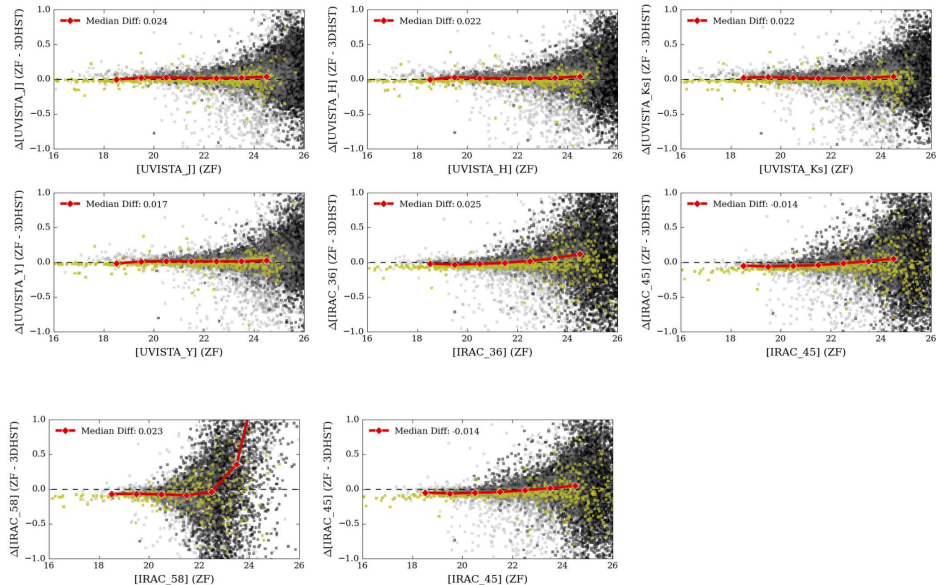 Median Diff: 0.024
1.0
0.5
0.0
−0.5
−1.0
Δ[UVISTA_J] (ZF - 3DHST)
16 18 20 22 24 26
[UVISTA_J] (ZF)
Median Diff: 0.022
1.0
0.5
0.0
−0.5
−1.0
Δ[UVISTA_H] (ZF - 3DHST)
16 18 20 22 24 26
[UVISTA_H] (ZF)
Median Diff: 0.022
1.0
0.5
0.0
−0.5
−1.0
Δ[UVISTA_Ks] (ZF - 3DHST)
16 18 20 22 24 26
[UVISTA_Ks] (ZF)
Median Diff: 0.017
1.0
0.5
0.0
−0.5
−1.0
Δ[UVISTA_Y] (ZF - 3DHST)
16 18 20 22 24 26
[UVISTA_Y] (ZF)
Median Diff: 0.025
1.0
0.5
0.0
−0.5
−1.0
Δ[IRAC_36] (ZF - 3DHST)
16 18 20 22 24 26
[IRAC_36] (ZF)
Median Diff: -0.014
1.0
0.5
0.0
−0.5
−1.0
Δ[IRAC_45] (ZF - 3DHST)
16 18 20 22 24 26
[IRAC_45] (ZF)
Median Diff: 0.023
1.0
0.5
0.0
−0.5
−1.0
Δ[IRAC_58] (ZF - 3DHST)
16 18 20 22 24 26
[IRAC_58] (ZF)
Median Diff: -0.014
1.0
0.5
0.0
−0.5
−1.0
Δ[IRAC_45] (ZF - 3DHST)
16 18 20 22 24 26
[IRAC_45] (ZF)